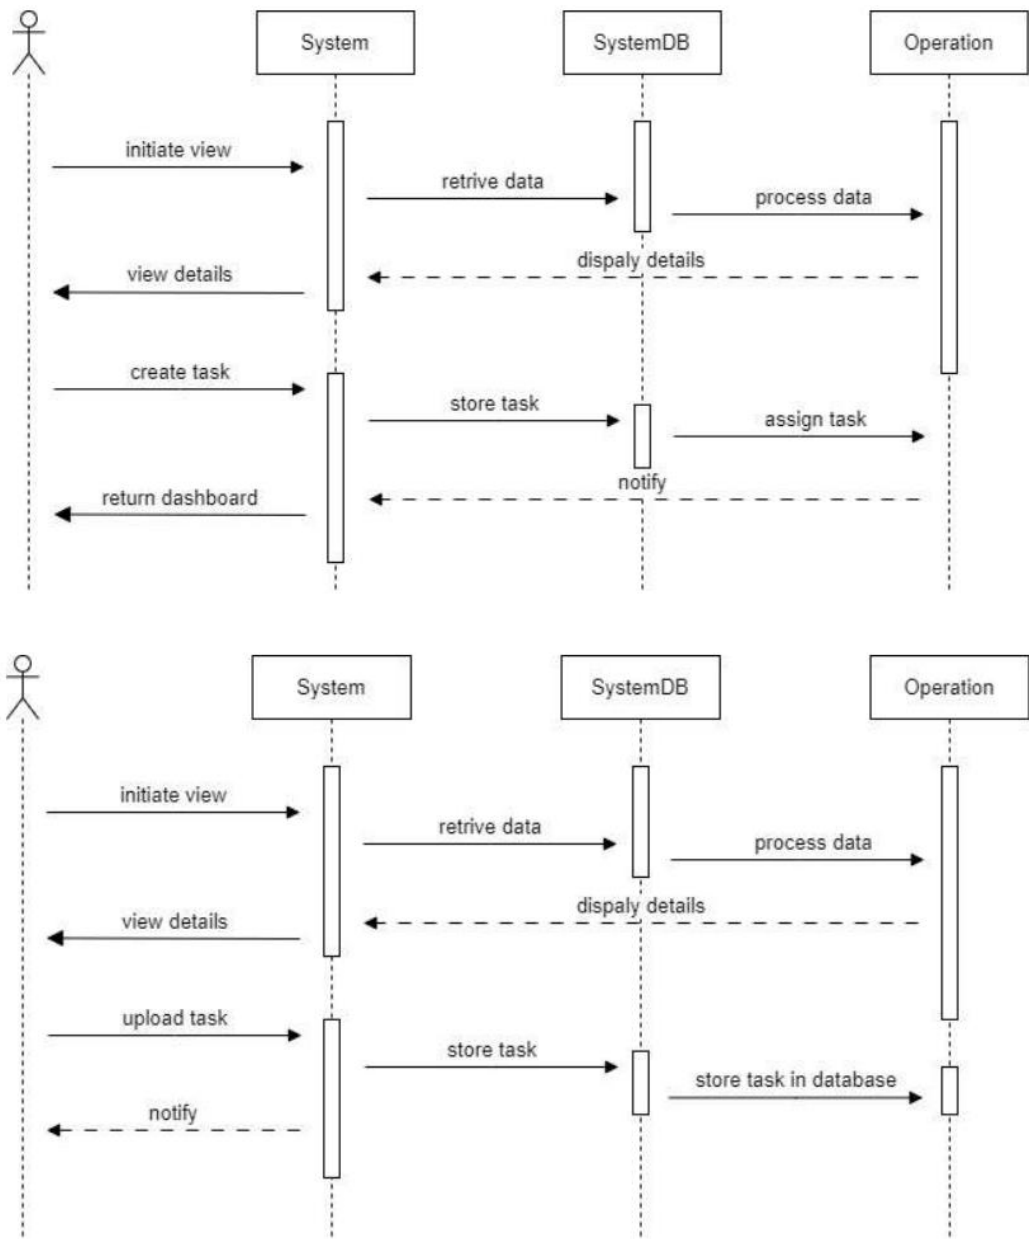 System
SystemDB
Operation
initiate view
retrive data
process data
dispaly details
view details
create task
store task
assign task
notify
return dashboard
System
SystemDB
Operation
initiate view
retrive data
process data
dispaly details
view details
upload task
store task
store task in database
notify